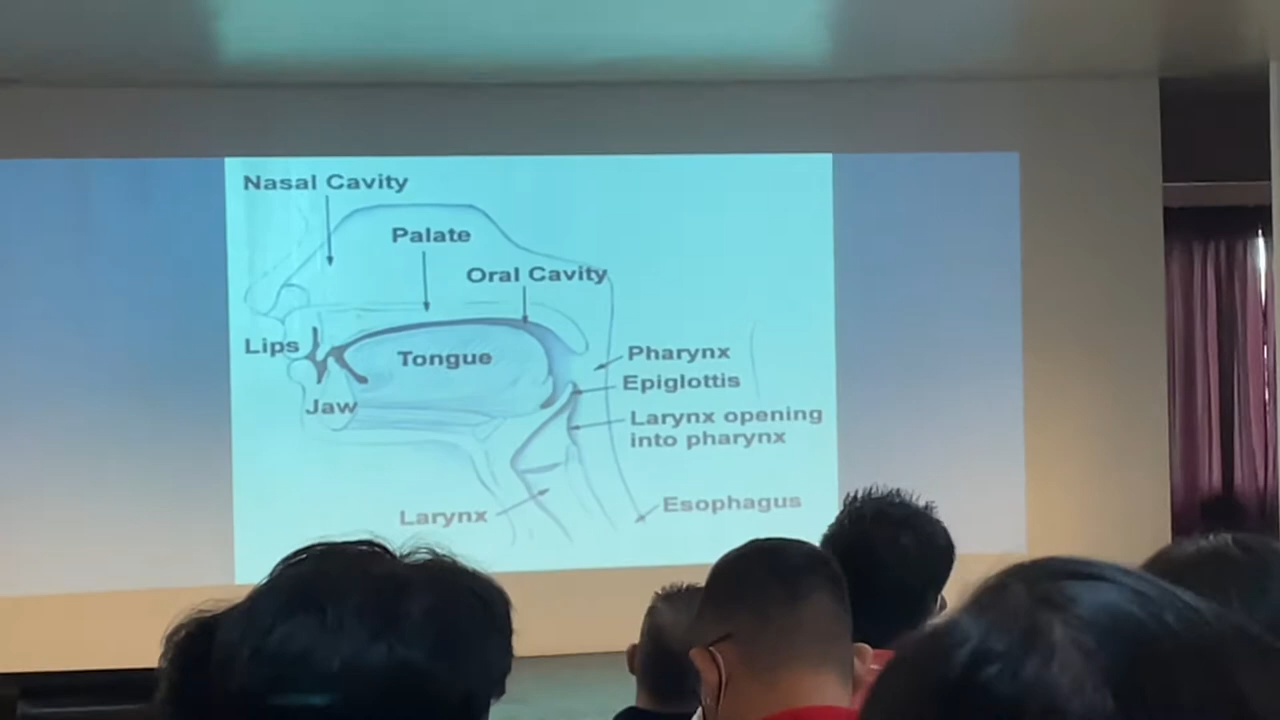 Nasal Cavity
Palate
Oral Cavity
Lips
Tongue
Pharynx
Epiglottis
Jaw
Larynx opening
into pharynx
Esophagus
Larynx